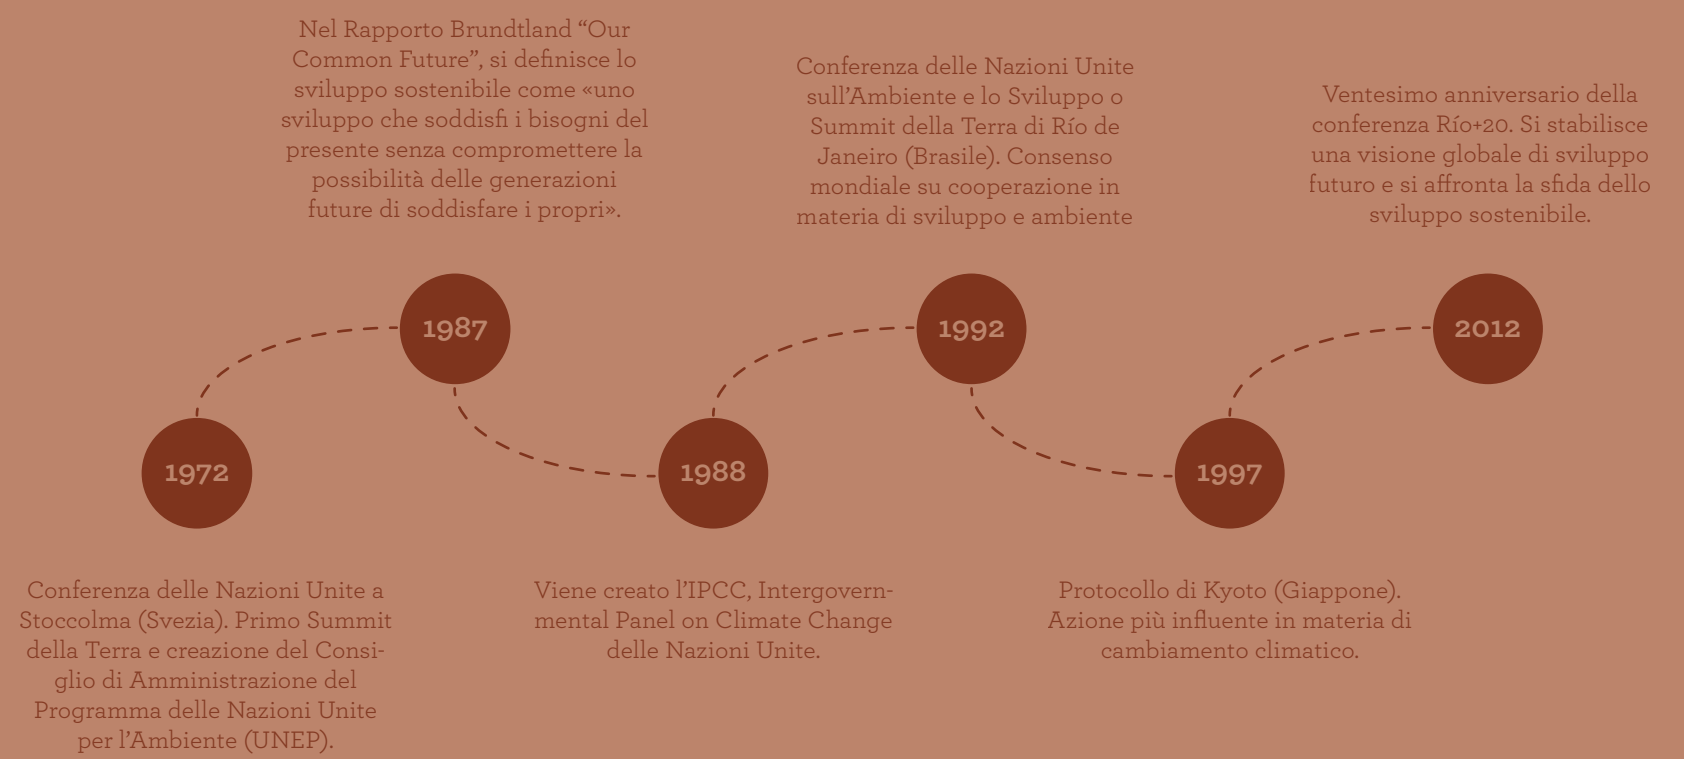 Nel Rapporto Brundtland “Our
Common Future”, si definisce lo
sviluppo sostenibile come «uno
sviluppo che soddisfi i bisogni del
presente senza compromettere la
possibilità delle generazioni
future di soddisfare i propri».
Conferenza delle Nazioni Unite
sull’Ambiente e lo Sviluppo o
Summit della Terra di Río de
Janeiro (Brasile). Consenso
mondiale su cooperazione in
materia di sviluppo e ambiente
Ventesimo anniversario della
conferenza Río+20. Si stabilisce
una visione globale di sviluppo
futuro e si affronta la sfida dello
sviluppo sostenibile.
1987
1992
2012
1972
1988
1997
Conferenza delle Nazioni Unite a
Stoccolma (Svezia). Primo Summit
della Terra e creazione del Consi-
glio di Amministrazione del
Programma delle Nazioni Unite
per l’Ambiente (UNEP).
Viene creato l’IPCC, Intergovern-
mental Panel on Climate Change
delle Nazioni Unite.
Protocollo di Kyoto (Giappone).
Azione più influente in materia di
cambiamento climatico.